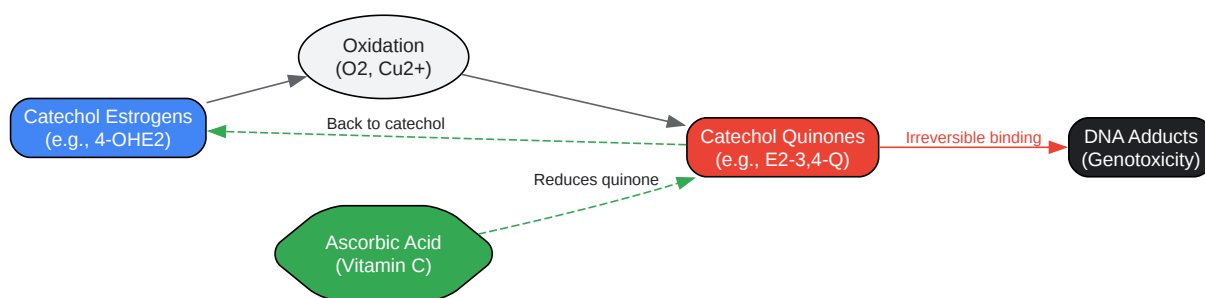 Oxidation
(O2, Cu2+)
Catechol Estrogens
(e.g., 4-OHE2)
Back to catechol
Catechol Quinones
(e.g., E2-3,4-Q)
Irreversible binding
DNA Adducts
(Genotoxicity)
Reduces quinone
Ascorbic Acid
(Vitamin C)